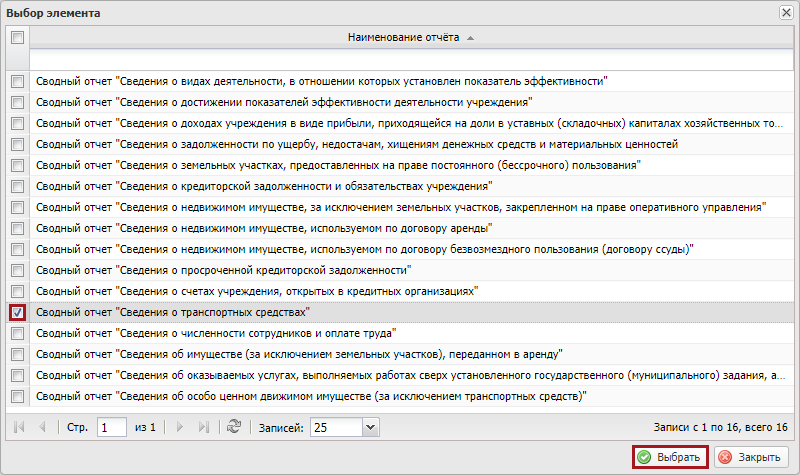 Выбор элемента
Наименование отчёта
Сводный отчет "Сведения о видах деятельности, в отношении которых установлен показатель эффективности"
Сводный отчет "Сведения о достижении показателей эффективности деятельности учреждения"
Сводный отчет "Сведения о доходах учреждения в виде прибыли, приходящейся на доли в уставных (складочных) капиталах хозяйственных то...
Сводный отчет "Сведения о задолженности по ущербу, недостачам, хищениям денежных средств и материальных ценностей
Сводный отчет "Сведения о земельных участках, предоставленных на праве постоянного (бессрочного) пользования"
Сводный отчет "Сведения о кредиторской задолженности и обязательствах учреждения"
Сводный отчет "Сведения о недвижимом имуществе, за исключением земельных участков, закрепленном на праве оперативного управления"
Сводный отчет "Сведения о недвижимом имуществе, используемом по договору аренды"
Сводный отчет "Сведения о недвижимом имуществе, используемом по договору безвозмездного пользования (договору ссуды)"
Сводный отчет "Сведения о просроченной кредиторской задолженности"
Сводный отчет "Сведения о счетах учреждения, открытых в кредитных организациях"
Сводный отчет "Сведения о транспортных средствах"
Сводный отчет "Сведения о численности сотрудников и оплате труда"
Сводный отчет "Сведения об имуществе (за исключением земельных участков), переданном в аренду"
Сводный отчет "Сведения об оказываемых услугах, выполняемых работах сверх установленного государственного (муниципального) задания, а...
Сводный отчет "Сведения об особо ценном движимом имуществе (за исключением транспортных средств)"
Стр. 1 из 1 Записей: 25 Записи с 1 по 16, всего 16
Выбрать Закрыть